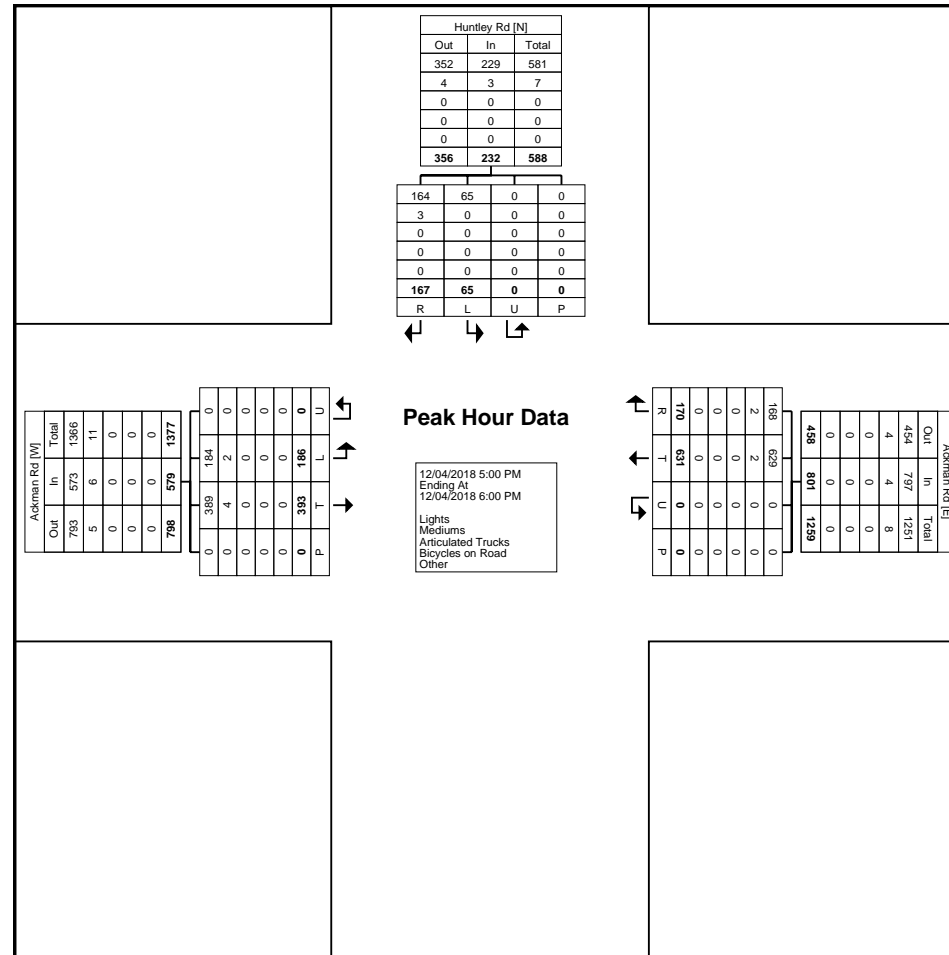 Huntley Rd [N]
Out In Total
352 229 581
4 3 7
0 0 0
0 0 0
0 0 0
356 232 588
164 65 0 0
3 0 0 0
0 0 0 0
0 0 0 0
0 0 0 0
167 65 0 0
R L U P
Peak Hour Data
12/04/2018 5:00 PM
Ending At
12/04/2018 6:00 PM
Lights
Mediums
Articulated Trucks
Bicycles on Road
Other
Ackman Rd [W]
Total In Out
1366 573 793
11 6 5
0 0 0
0 0 0
0 0 0
1377 579 798
0 184 389 0
0 2 4 0
0 0 0 0
0 0 0 0
0 0 0 0
0 186 393 0
U L T P
Ackman Rd [E]
Out In Total
454 797 1251
4 4 8
0 0 0
0 0 0
0 0 0
458 801 1259
168 629 0 0
2 2 0 0
0 0 0 0
0 0 0 0
0 0 0 0
170 631 0 0
R T U P